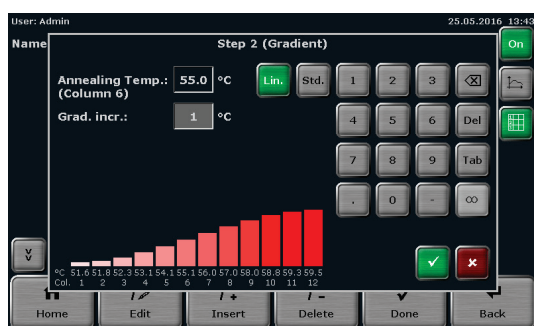 User: Admin
25.05.2016 13:43
Name
Step 2 (Gradient)
On
Annealing Temp.: 55.0 °C
(Column 6)
Lin. Std.
1 2 3
Grad. incr.: 1 °C
4 5 6 Del
7 8 9 Tab
. 0 - ∞
°C 51.6 51.8 52.3 53.1 54.1 55.1 56.0 57.0 58.0 58.8 59.3 59.5
Col. 1 2 3 4 5 6 7 8 9 10 11 12
Home Edit Insert Delete Done Back